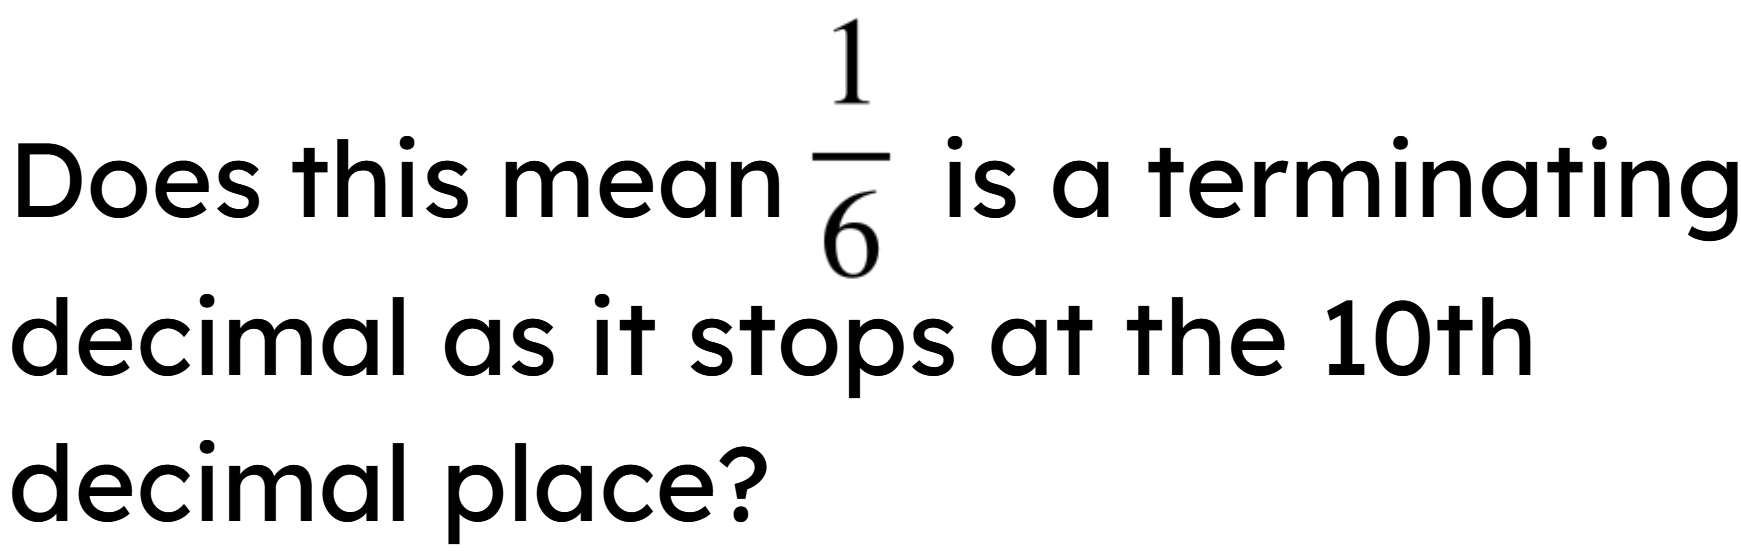 Does this mean 1/6 is a terminating
decimal as it stops at the 10th
decimal place?